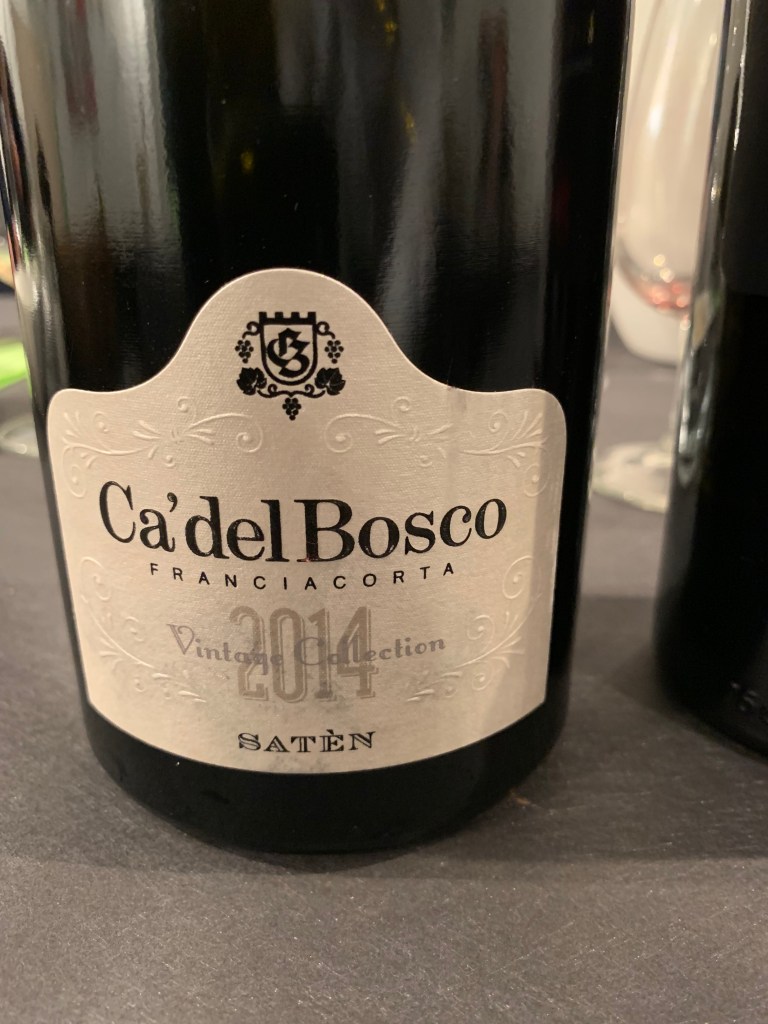 Ca'del Bosco
FRANCIACORTA
2014
Vintage Collection
SATÈN